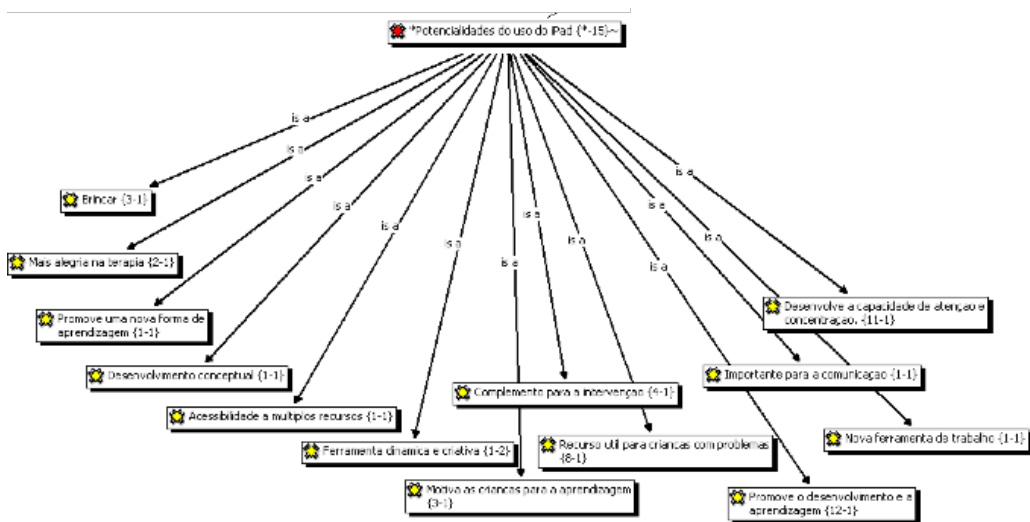 *Potencialidades do uso do iPad {*-15}~
is a
is a
is a
is a
is a
is a
is a
is a
is a
is a
is a
is a
Brincar {3-1}
Mais alegria na terapia {2-1}
Promove uma nova forma de
aprendizagem {1-1}
Desenvolvimento conceptual {1-1}
Acessibilidade a multiplos recursos {1-1}
Ferramenta dinamica e criativa {1-2}
Motiva as crianças para a aprendizagem
{3-1}
Complemento para a intervenção {4-1}
Recurso util para crianças com problemas
{8-1}
Promove o desenvolvimento e a
aprendizagem {12-1}
Nova ferramenta de trabalho {1-1}
Importante para a comunicação {1-1}
Desenvolve a capacidade de atenção e
concentração. {11-1}